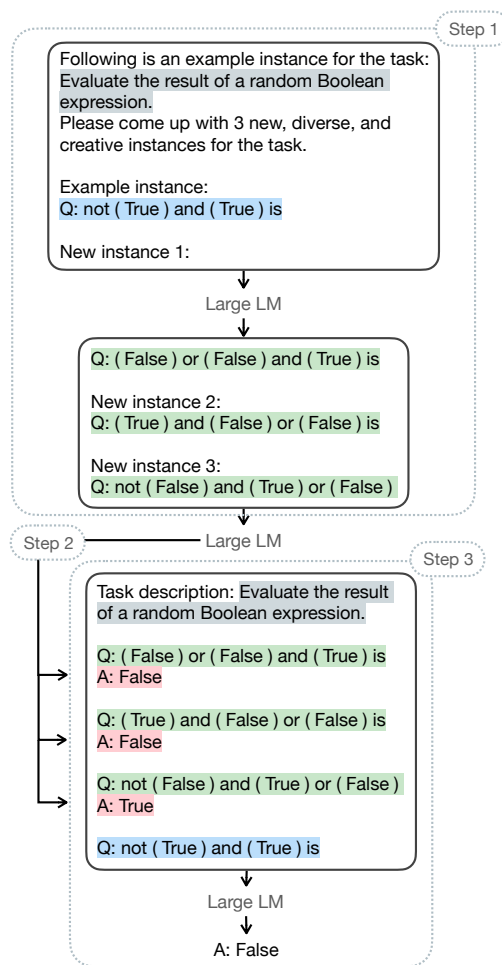 Step 1
Following is an example instance for the task:
Evaluate the result of a random Boolean
expression.
Please come up with 3 new, diverse, and
creative instances for the task.
Example instance:
Q: not ( True ) and ( True ) is
New instance 1:
Large LM
Q: ( False ) or ( False ) and ( True ) is
New instance 2:
Q: ( True ) and ( False ) or ( False ) is
New instance 3:
Q: not ( False ) and ( True ) or ( False )
Step 2
Large LM
Step 3
Task description: Evaluate the result
of a random Boolean expression.
Q: ( False ) or ( False ) and ( True ) is
A: False
Q: ( True ) and ( False ) or ( False ) is
A: False
Q: not ( False ) and ( True ) or ( False )
A: True
Q: not ( True ) and ( True ) is
Large LM
A: False